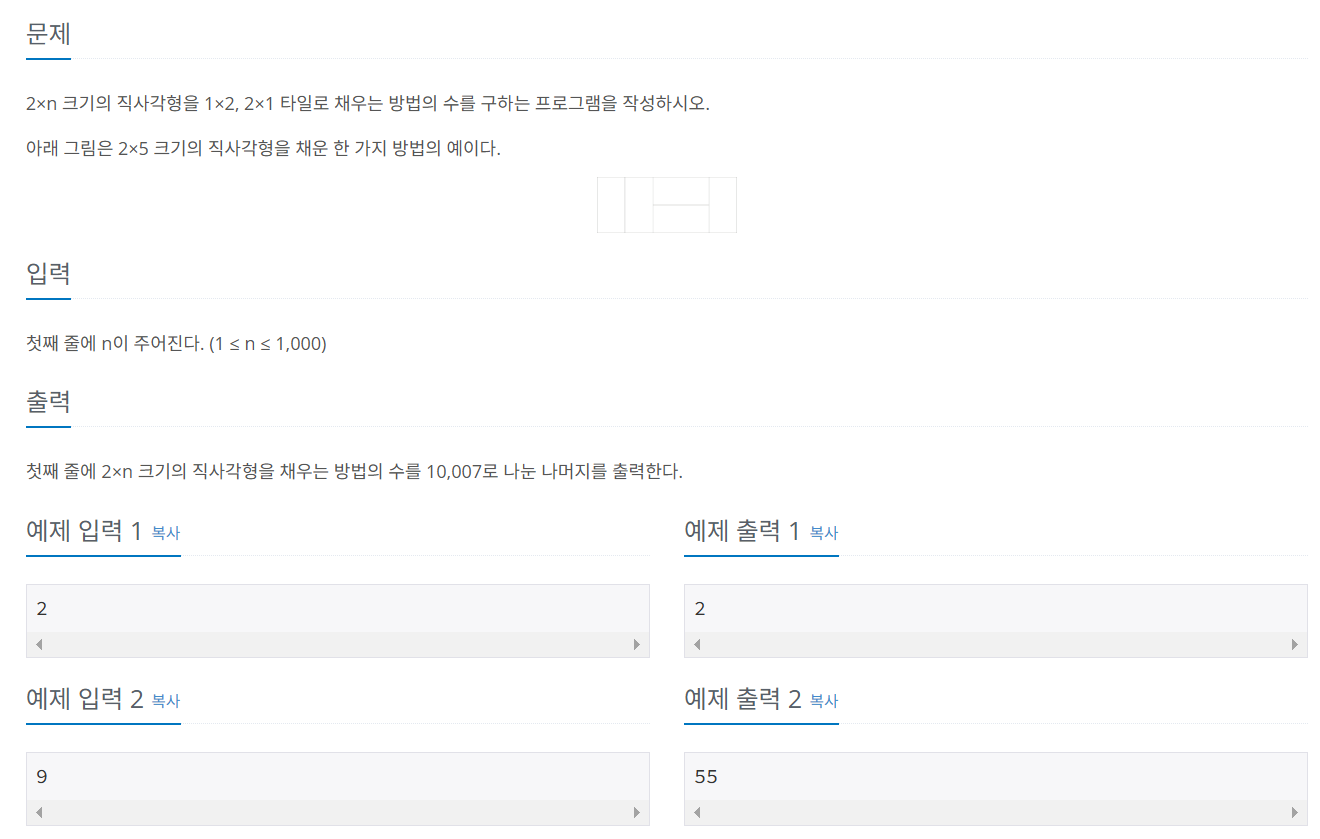 문제
2×n 크기의 직사각형을 1×2, 2×1 타일로 채우는 방법의 수를 구하는 프로그램을 작성하시오.
아래 그림은 2×5 크기의 직사각형을 채운 한 가지 방법의 예이다.
입력
첫째 줄에 n이 주어진다. (1 ≤ n ≤ 1,000)
출력
첫째 줄에 2×n 크기의 직사각형을 채우는 방법의 수를 10,007로 나눈 나머지를 출력한다.
예제 입력 1 복사
2
예제 출력 1 복사
2
예제 입력 2 복사
9
예제 출력 2 복사
55